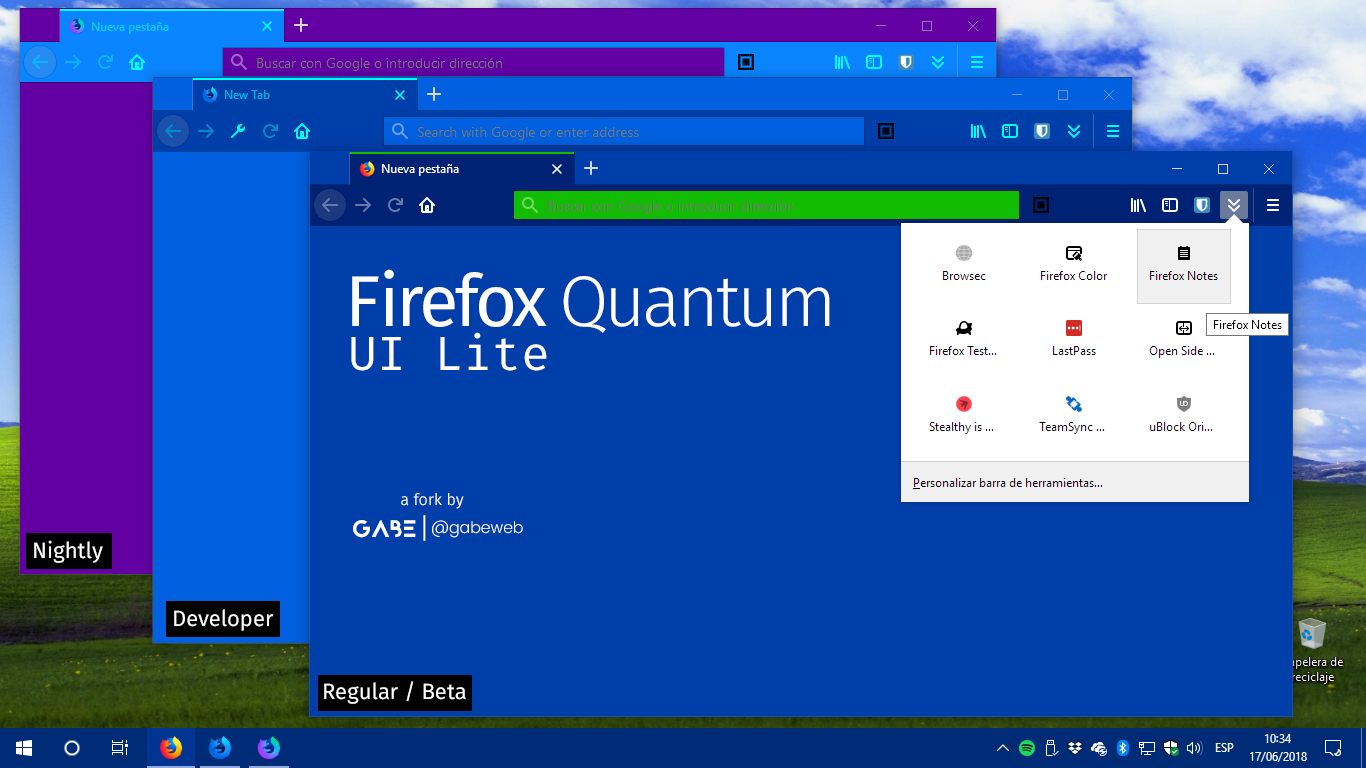 Nueva pestaña
Buscar con Google o introducir dirección
New Tab
Search with Google or enter address
Nueva pestaña
Buscar con Google o introducir dirección
Firefox Quantum
UI Lite
a fork by
GABE | @gabeweb
Browsec
Firefox Color
Firefox Notes
Firefox Notes
Firefox Test...
LastPass
Open Side ...
Stealthy is ...
TeamSync ...
uBlock Ori...
Personalizar barra de herramientas...
Nightly
Developer
Regular / Beta
pelera de
reciclaje
ESP
10:34
17/06/2018